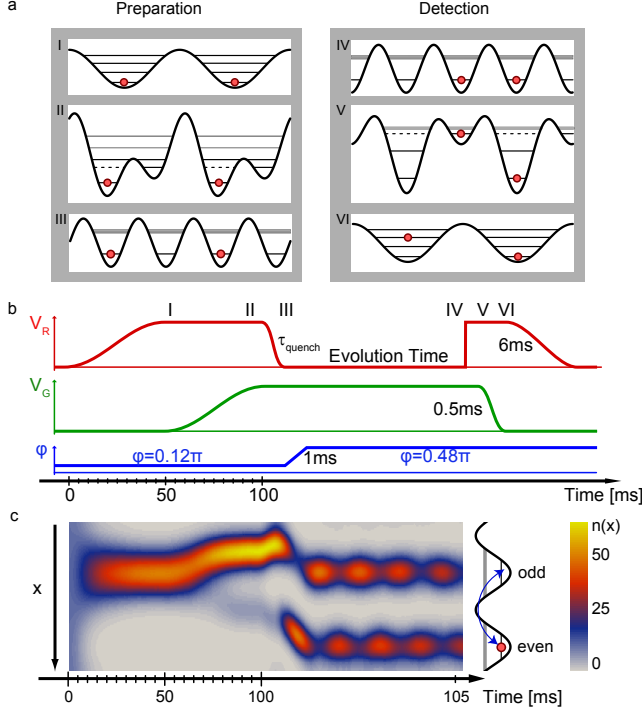 a
Preparation
Detection
I
IV
II
V
III
VI
b
I II III IV V VI
V_R
τ_quench
Evolution Time
6ms
V_G
0.5ms
φ
φ=0.12π
1ms
φ=0.48π
0 50 100
Time [ms]
c
n(x)
x
odd
even
50
25
0
0 50 100 105
Time [ms]